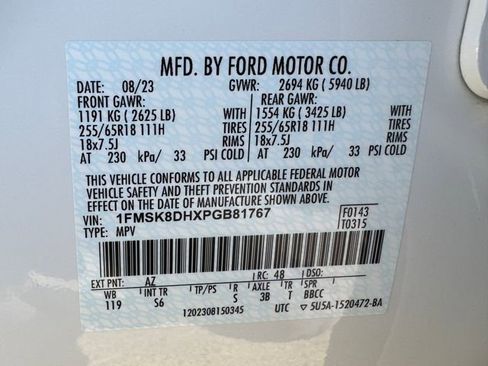 MFD. BY FORD MOTOR CO.
DATE: 08/23 GVWR: 2694 KG ( 5940 LB)
FRONT GAWR: REAR GAWR:
1191 KG ( 2625 LB) WITH 1554 KG ( 3425 LB) WITH
255/65R18 111H TIRES 255/65R18 111H TIRES
18x7.5J RIMS 18x7.5J RIMS
AT 230 kPa/ 33 PSI COLD AT 230 kPa/ 33 PSI COLD
THIS VEHICLE CONFORMS TO ALL APPLICABLE FEDERAL MOTOR
VEHICLE SAFETY AND THEFT PREVENTION STANDARDS IN
EFFECT ON THE DATE OF MANUFACTURE SHOWN ABOVE.
VIN: 1FMSK8DHXPGB81767 F0143
TYPE: MPV T0315
EXT PNT: AZ RC: 48 DSO:
WB INT TR TP/PS R AXLE TR SPR
119 S6 S 3B T BBCC
1202308150345 UTC 5U5A-1520472-BA